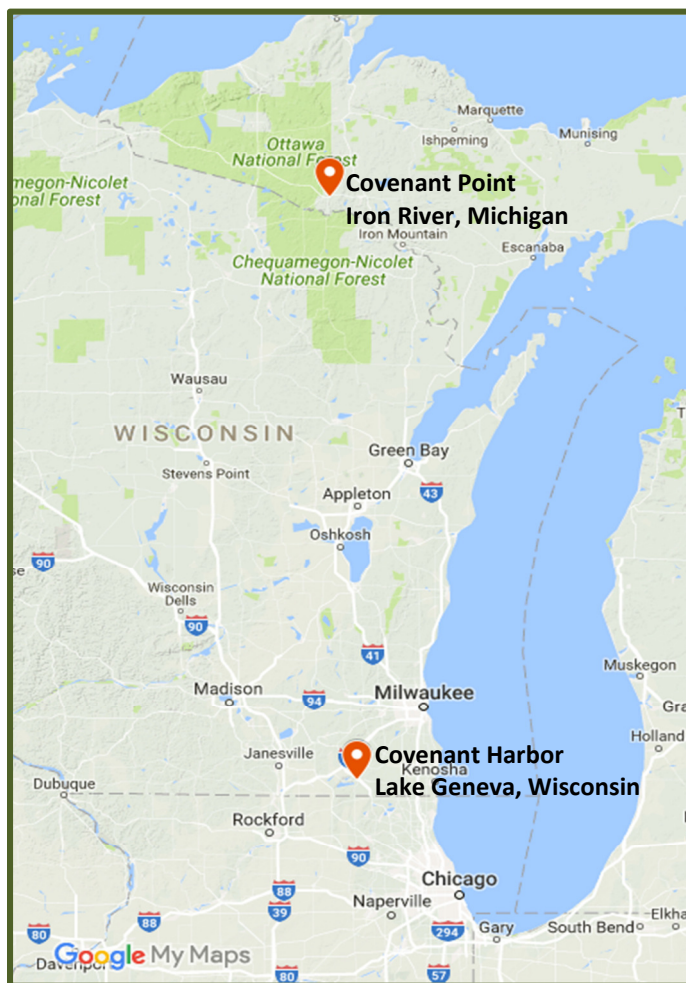 Marquette
Ishpeming
Munising
Ottawa
National Forest
megon-Nicolet
onal Forest
Covenant Point
Iron River, Michigan
Iron Mountain
Escanaba
Chequamegon-Nicolet
National Forest
Wausau
WISCONSIN
Green Bay
Stevens Point
43
Appleton
Oshkosh
90
se
Wisconsin
Dells
90
41
Muskegon
Madison
94
Milwaukee
Gra
Holland
Janesville
Covenant Harbor
Kenosha
Lake Geneva, Wisconsin
Dubuque
Rockford
90
Chicago
88
Naperville
39
88
294
Gary
South Bend
Elkha
80
Google My Maps
Davenport
80
57
T